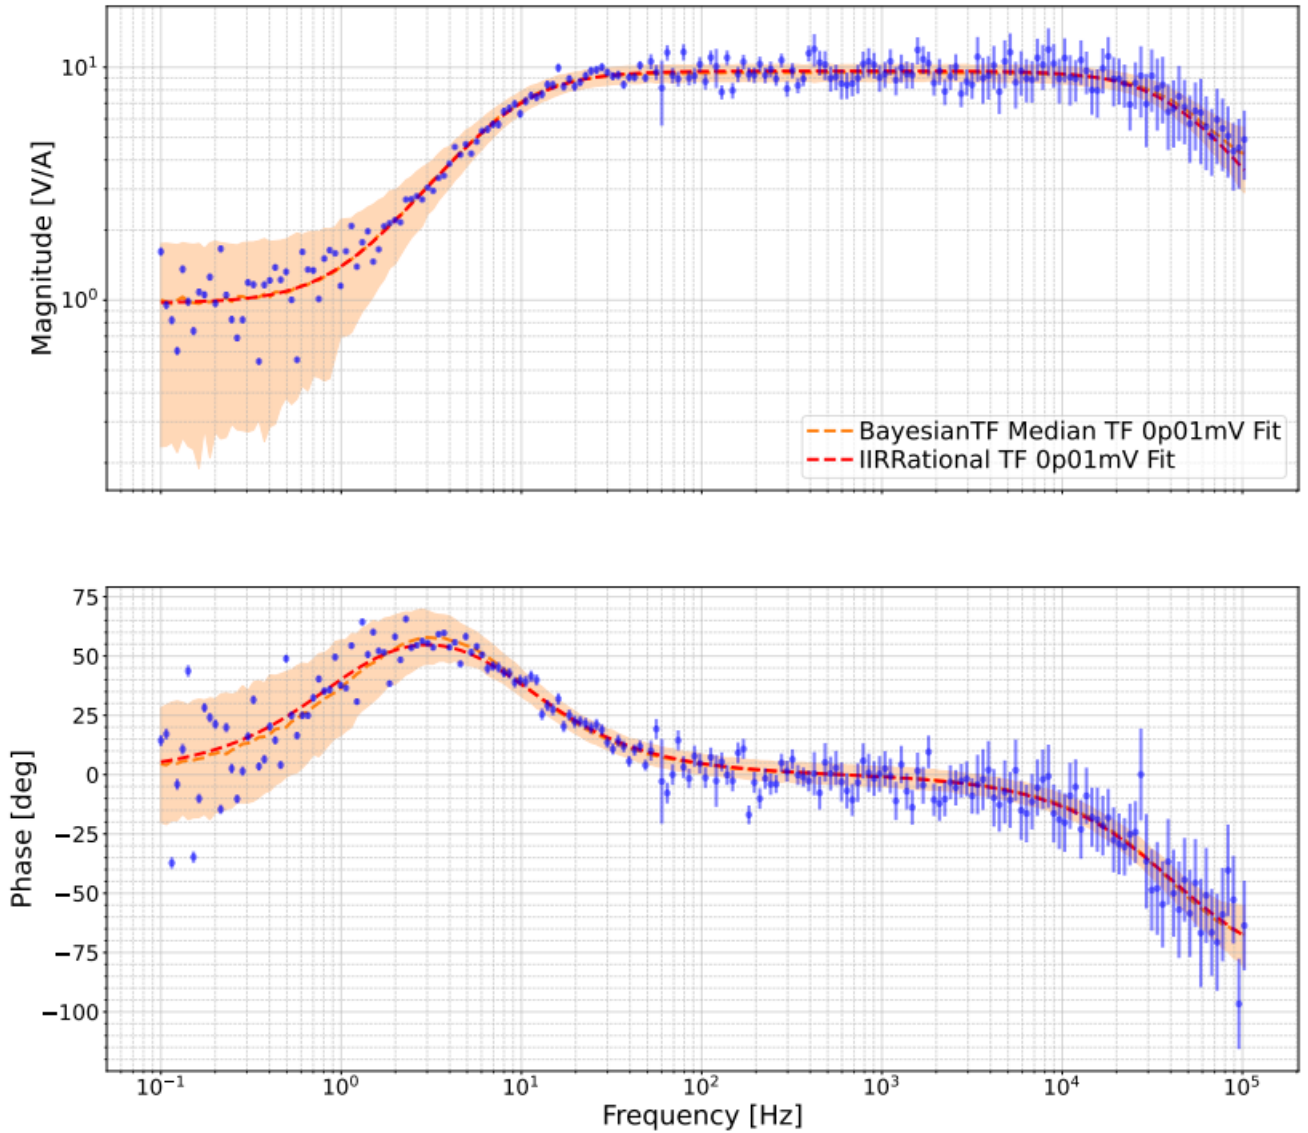 10¹
10⁰
Magnitude [V/A]
BayesianTF Median TF 0p01mV Fit
IIRRational TF 0p01mV Fit
75
50
25
0
−25
−50
−75
−100
Phase [deg]
10⁻¹ 10⁰ 10¹ 10² 10³ 10⁴ 10⁵
Frequency [Hz]